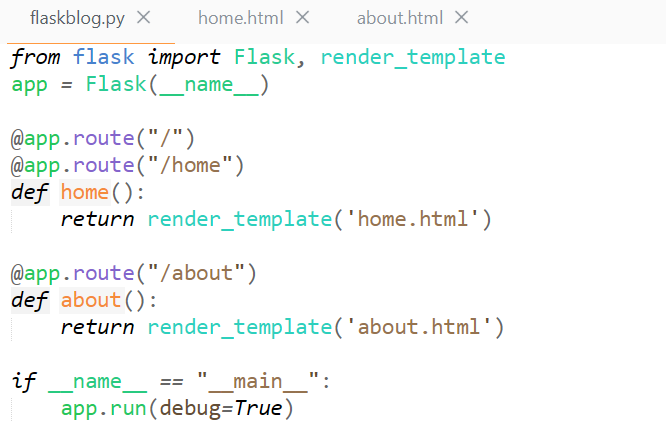 flaskblog.py × home.html × about.html ×
from flask import Flask, render_template
app = Flask(__name__)
@app.route("/")
@app.route("/home")
def home():
    return render_template('home.html')
@app.route("/about")
def about():
    return render_template('about.html')
if __name__ == "__main__":
    app.run(debug=True)